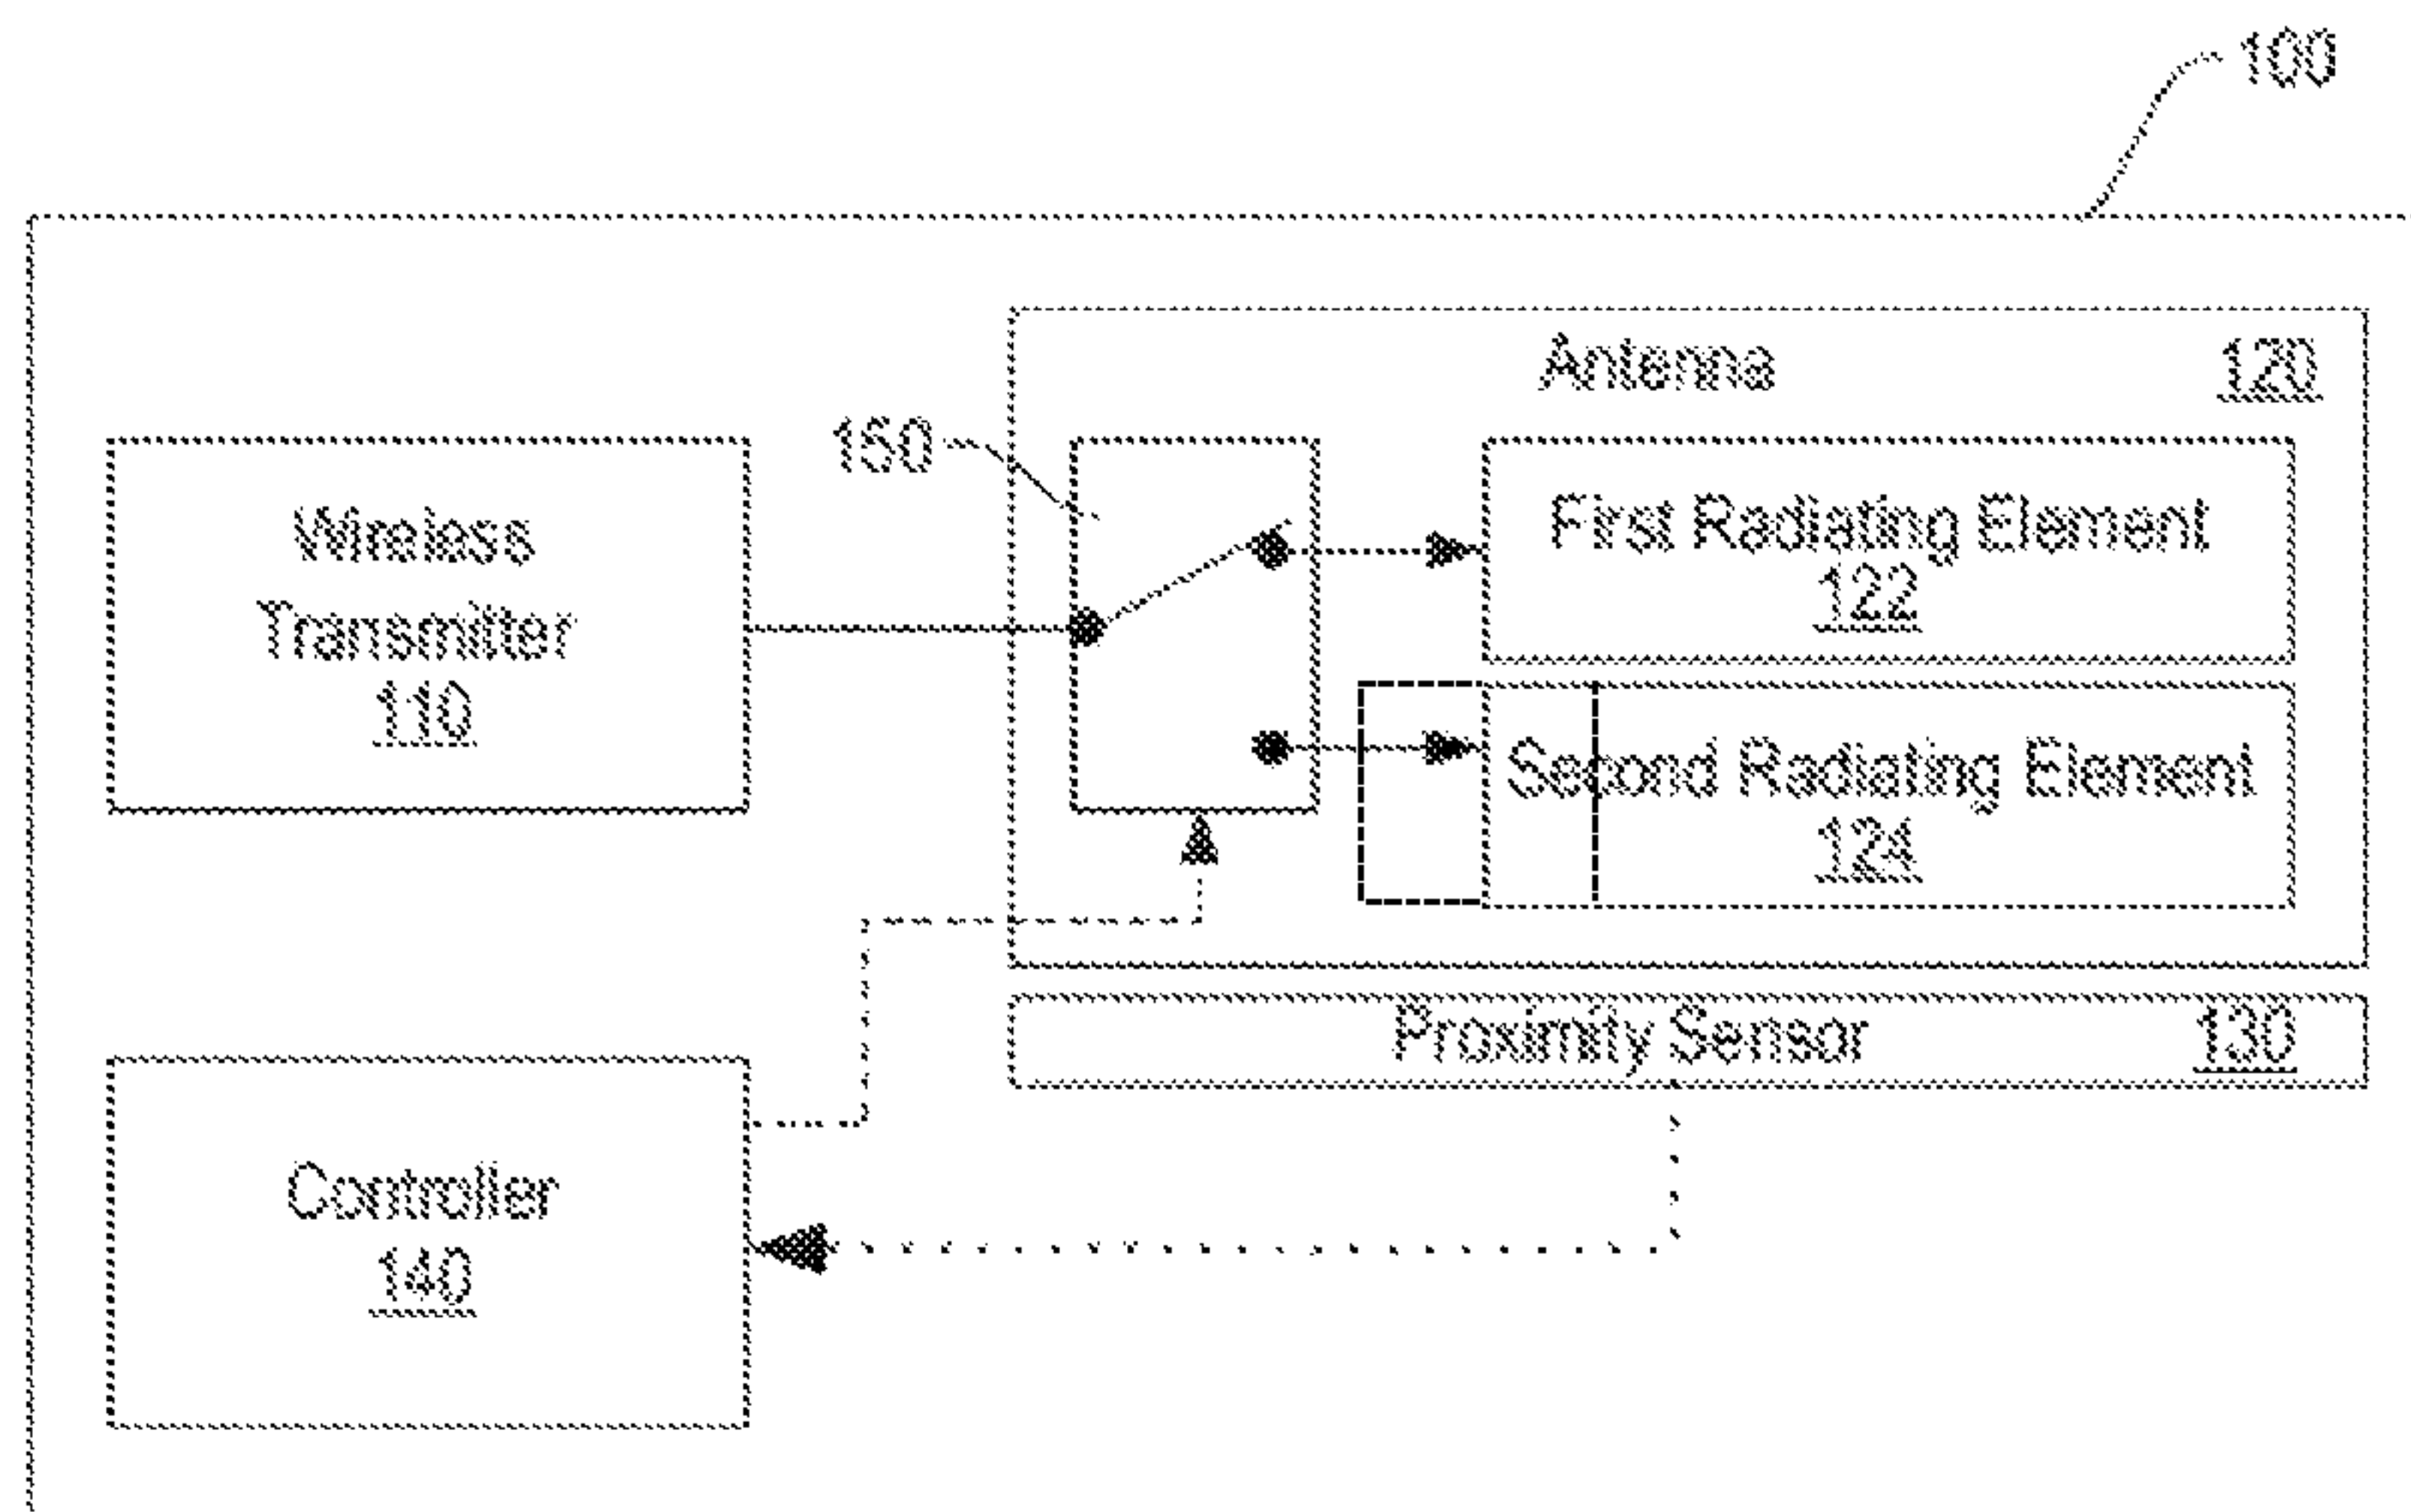 100
Antenna
120
150
Wireless
Transmitter
110
First Radiating Element
122
Second Radiating Element
124
Proximity Sensor
130
Controller
140